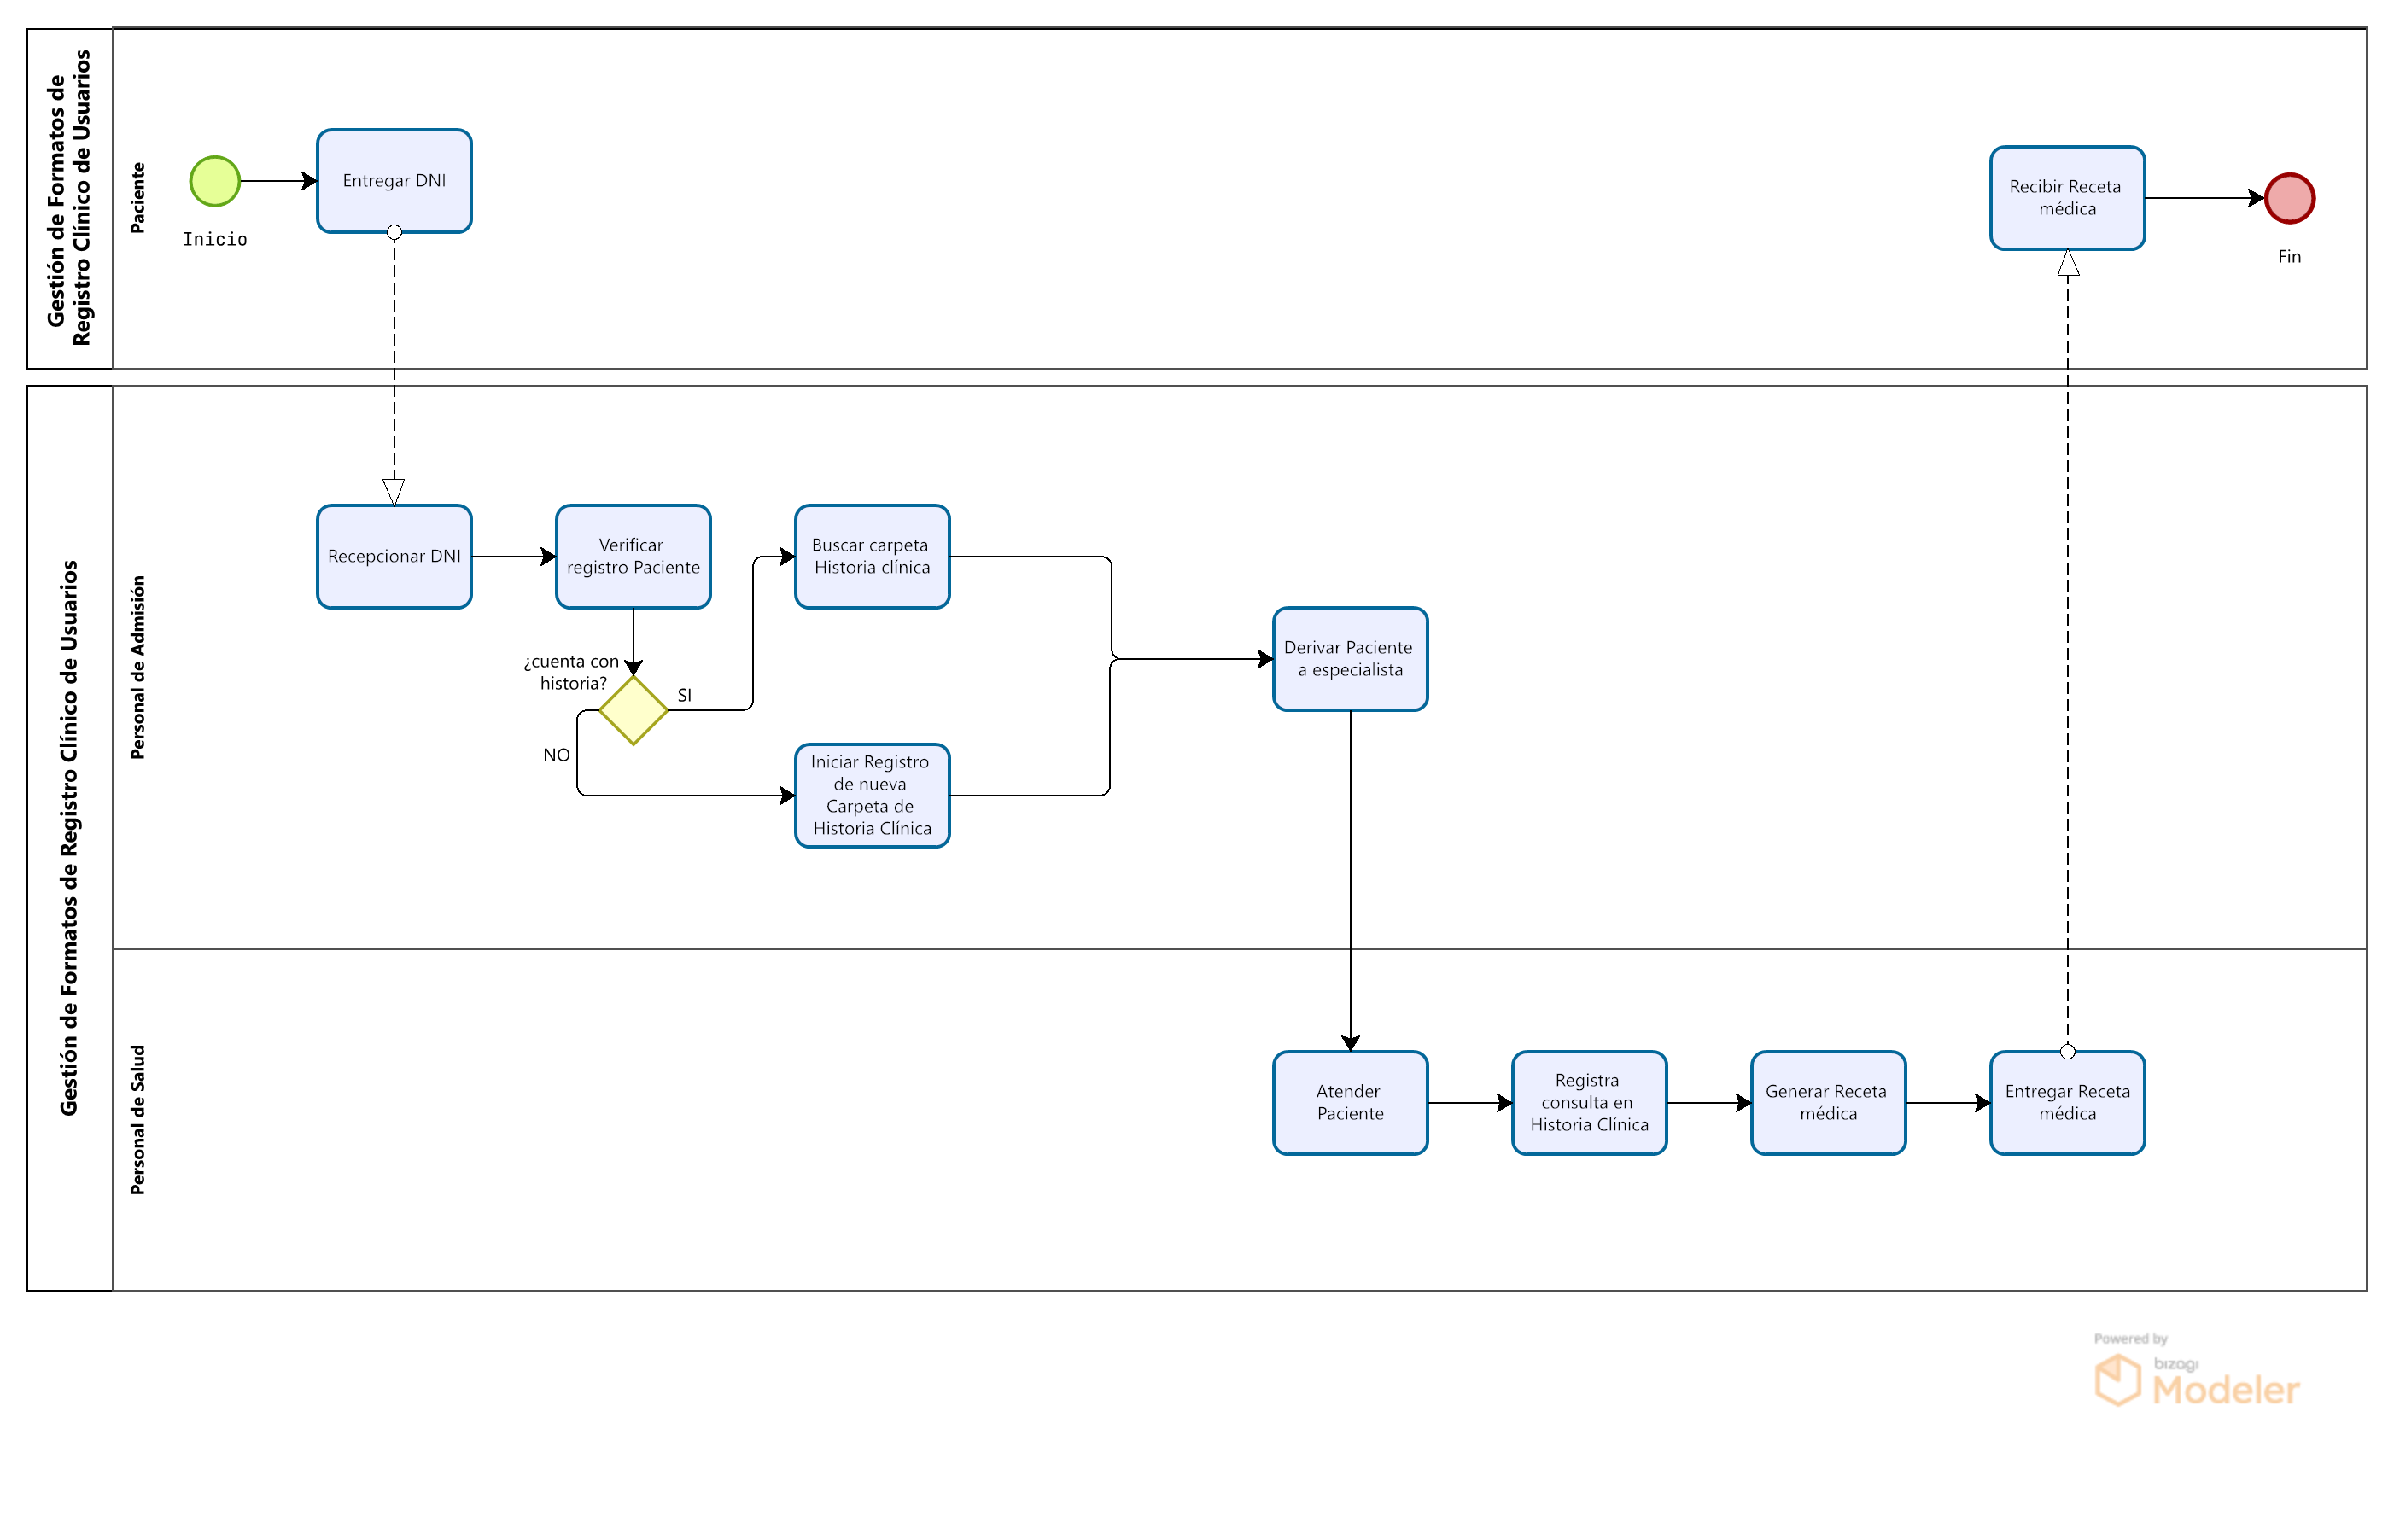 Gestión de Formatos de
Registro Clínico de Usuarios
Paciente
Inicio
Entregar DNI
Recibir Receta
médica
Fin
Gestión de Formatos de Registro Clínico de Usuarios
Personal de Admisión
Recepcionar DNI
Verificar
registro Paciente
¿cuenta con
historia?
SI
NO
Buscar carpeta
Historia clínica
Iniciar Registro
de nueva
Carpeta de
Historia Clínica
Derivar Paciente
a especialista
Personal de Salud
Atender
Paciente
Registra
consulta en
Historia Clínica
Generar Receta
médica
Entregar Receta
médica
Powered by
bizagi
Modeler